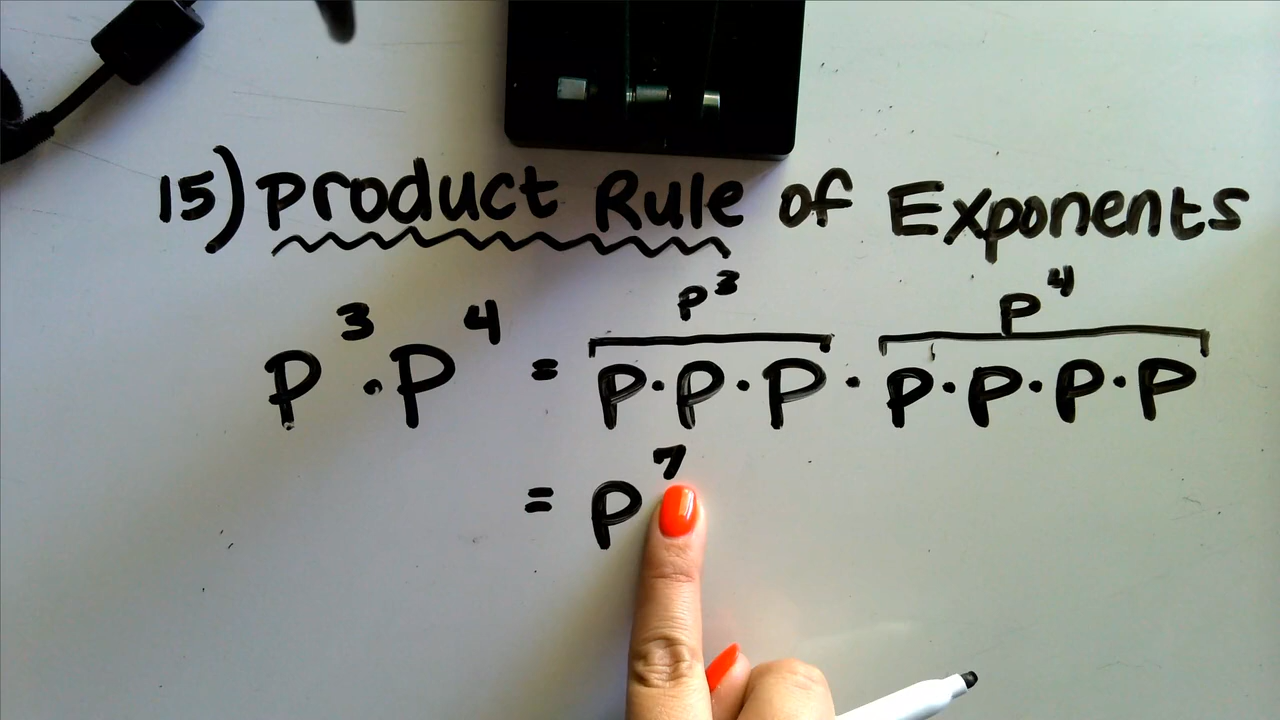 15) Product Rule of Exponents
p³ p⁴
p³ · p⁴ = p · p · p · p · p · p · p
= p⁷